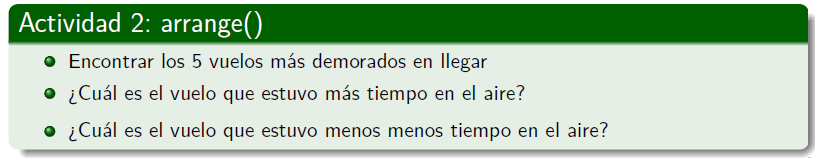 Actividad 2: arrange()
Encontrar los 5 vuelos más demorados en llegar
¿Cuál es el vuelo que estuvo más tiempo en el aire?
¿Cuál es el vuelo que estuvo menos menos tiempo en el aire?